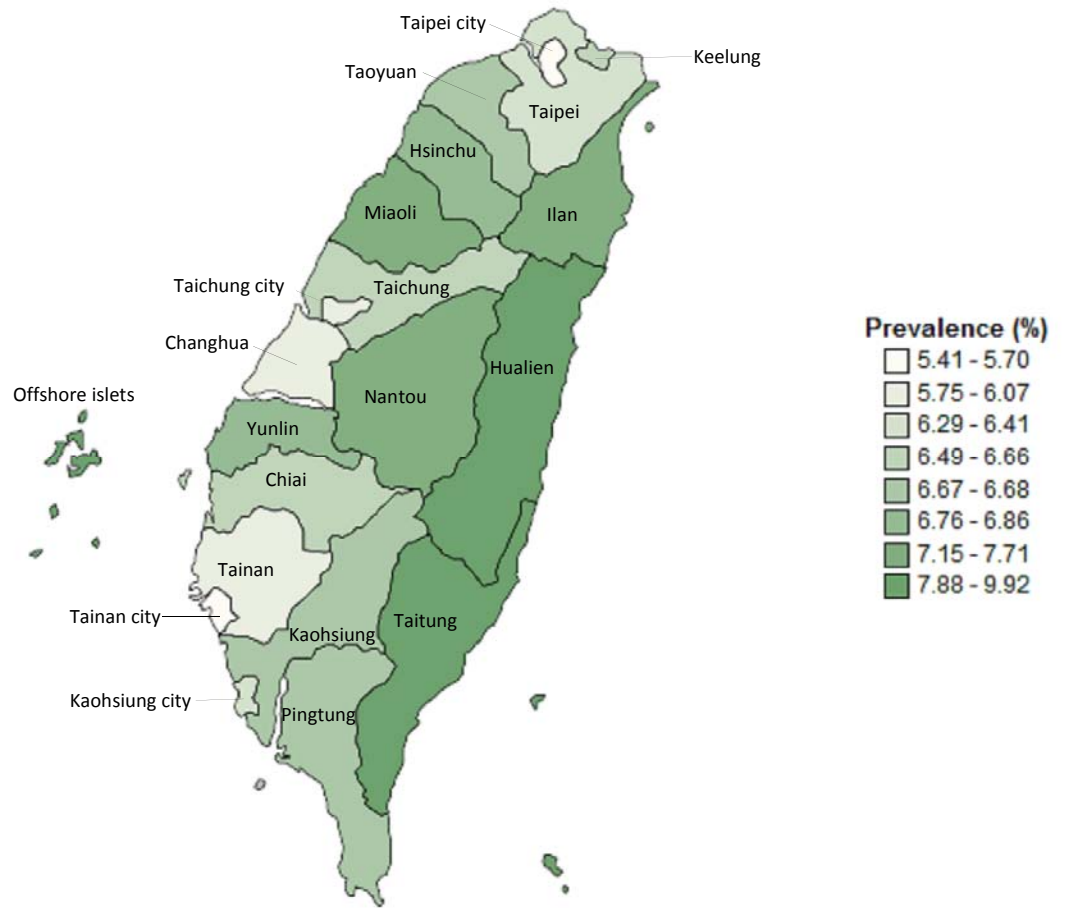 Taipei city
Keelung
Taoyuan
Taipei
Hsinchu
Miaoli
Ilan
Taichung city
Taichung
Changhua
Hualien
Nantou
Offshore islets
Yunlin
Chiai
Tainan
Tainan city
Taitung
Kaohsiung
Kaohsiung city
Pingtung
Prevalence (%)
5.41 - 5.70
5.75 - 6.07
6.29 - 6.41
6.49 - 6.66
6.67 - 6.68
6.76 - 6.86
7.15 - 7.71
7.88 - 9.92